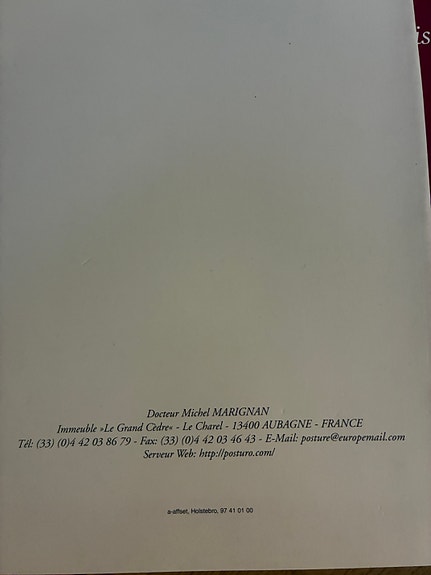 is
Docteur Michel MARIGNAN
Immeuble »Le Grand Cèdre« - Le Charel - 13400 AUBAGNE - FRANCE
Tél: (33) (0)4 42 03 86 79 - Fax: (33) (0)4 42 03 46 43 - E-Mail: posture@europemail.com
Serveur Web: http://posturo.com/
a-offset, Holstebro, 97 41 01 00